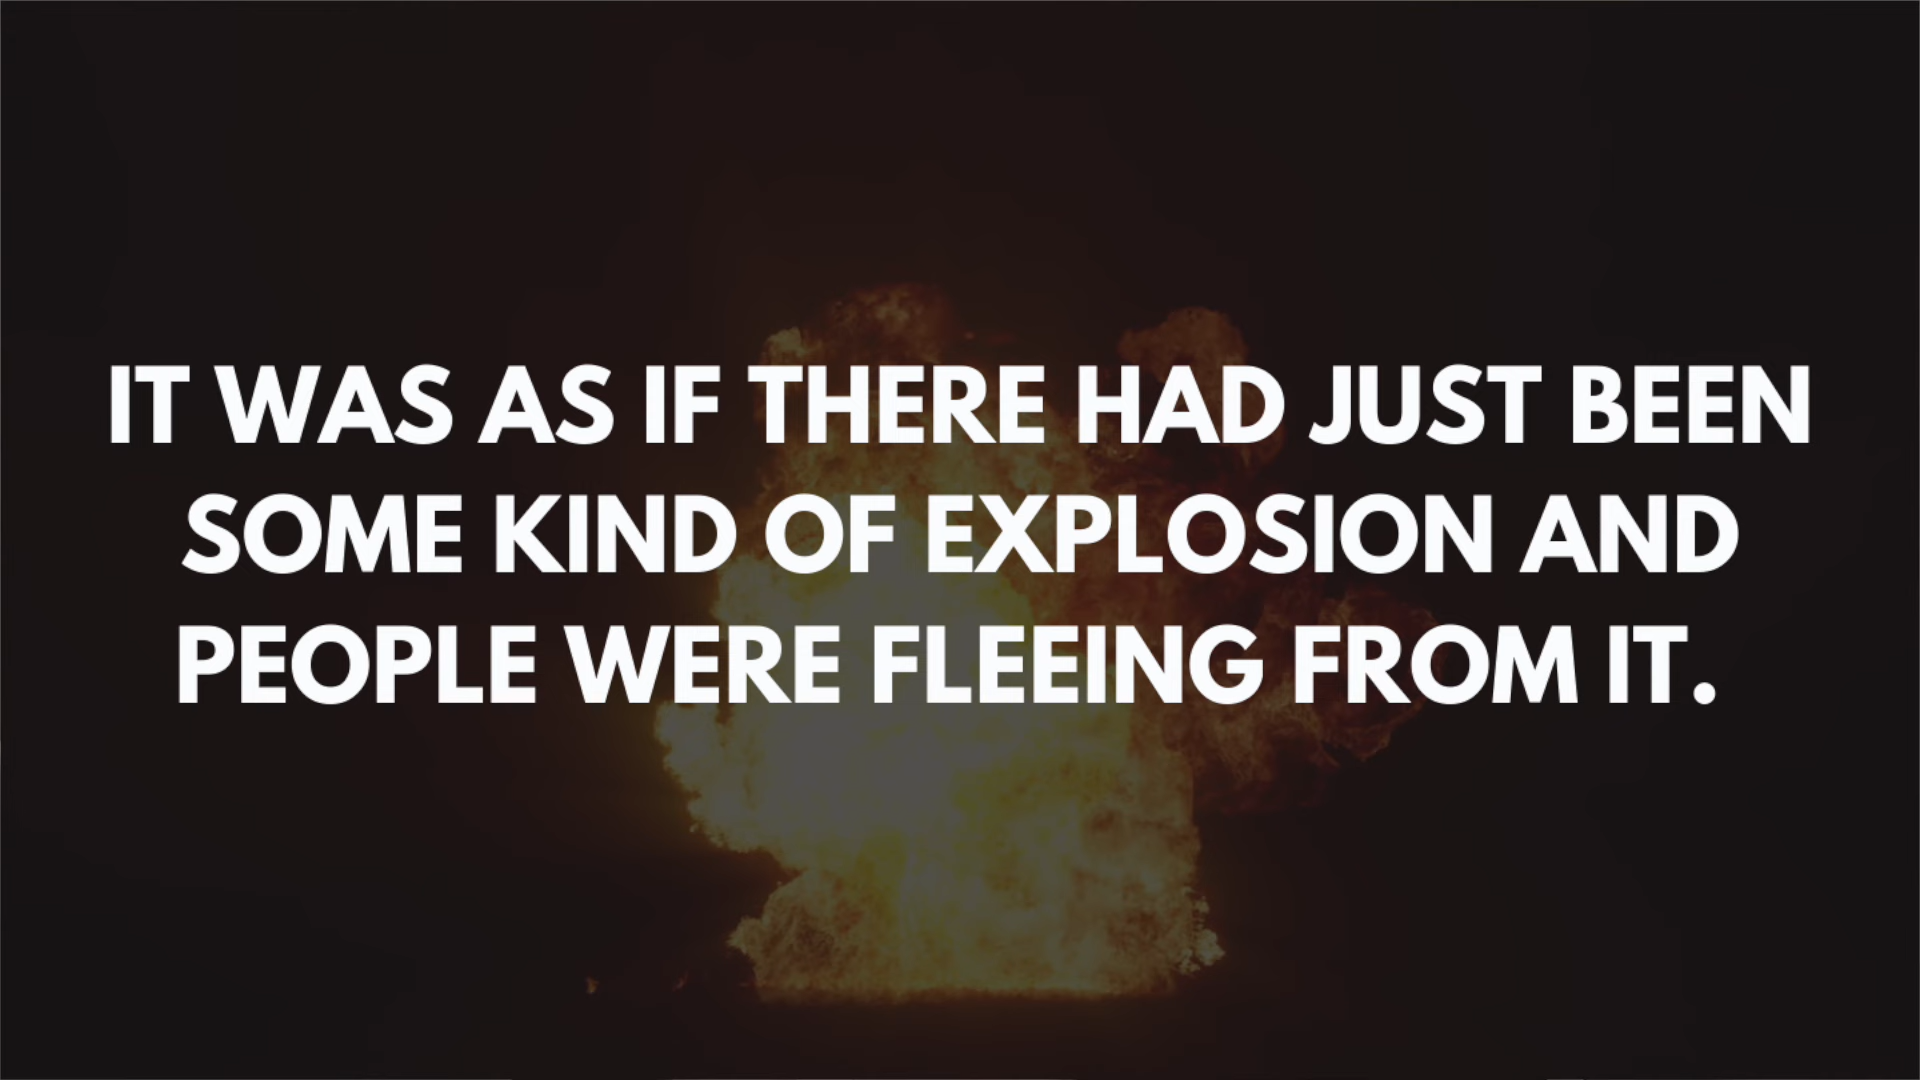 IT WAS AS IF THERE HAD JUST BEEN
SOME KIND OF EXPLOSION AND
PEOPLE WERE FLEEING FROM IT.